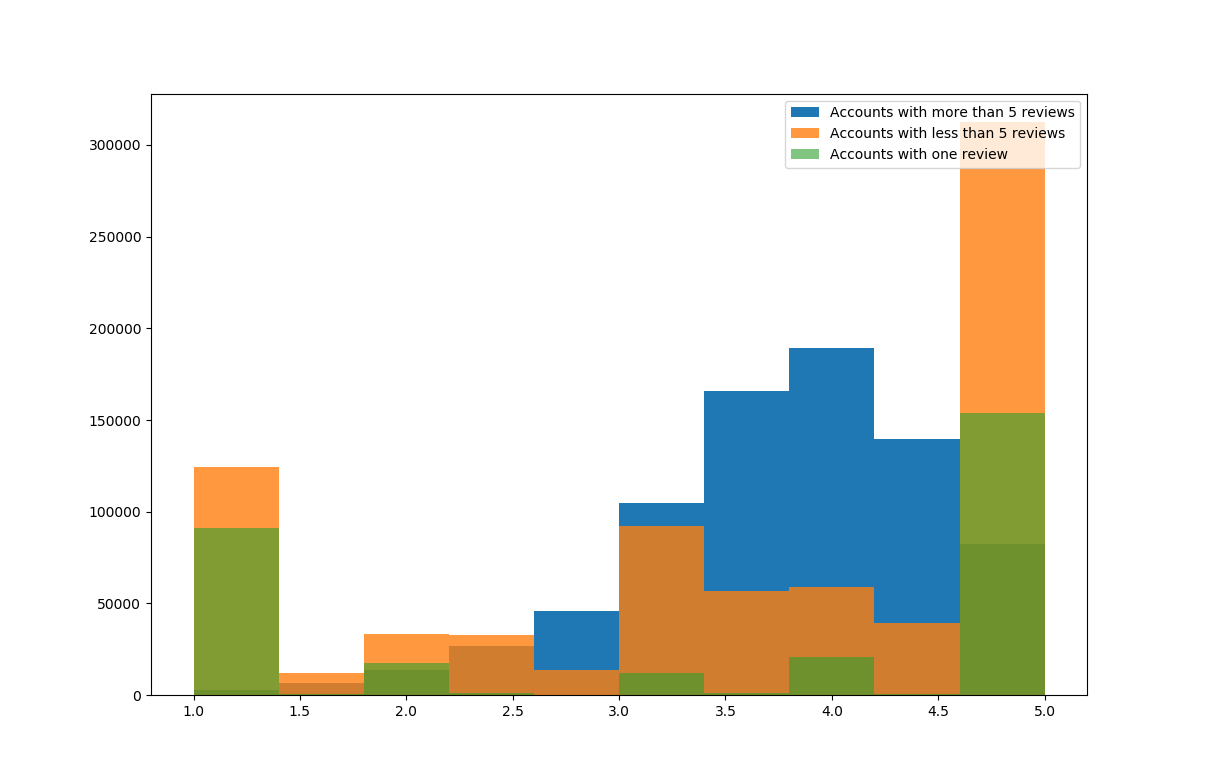 Accounts with more than 5 reviews
Accounts with less than 5 reviews
Accounts with one review
300000
250000
200000
150000
100000
50000
0
1.0 1.5 2.0 2.5 3.0 3.5 4.0 4.5 5.0